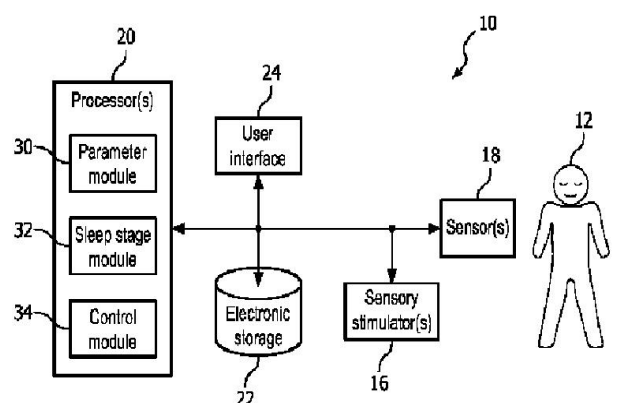 10
20
Processor(s)
30
Parameter
module
32
Sleep stage
module
34
Control
module
24
User
interface
Electronic
storage
22
Sensory
stimulator(s)
16
18
Sensor(s)
12